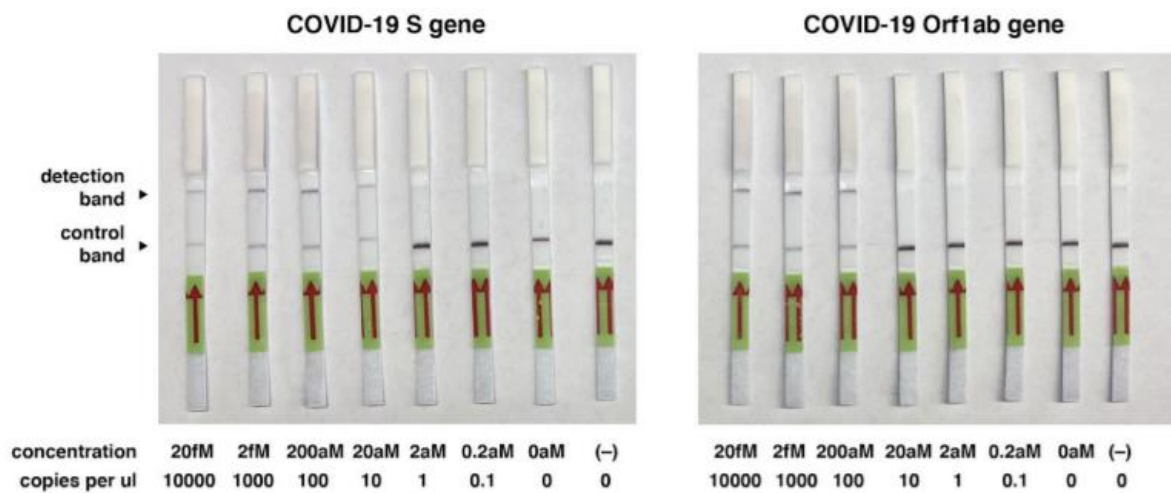 COVID-19 S gene
COVID-19 Orf1ab gene
detection
band
control
band
concentration 20fM 2fM 200aM 20aM 2aM 0.2aM 0aM (–) 20fM 2fM 200aM 20aM 2aM 0.2aM 0aM (–)
copies per ul 10000 1000 100 10 1 0.1 0 0 10000 1000 100 10 1 0.1 0 0